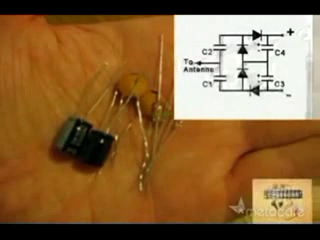 +
C2
C4
To
Antenna
C1
C3
-
metacafe